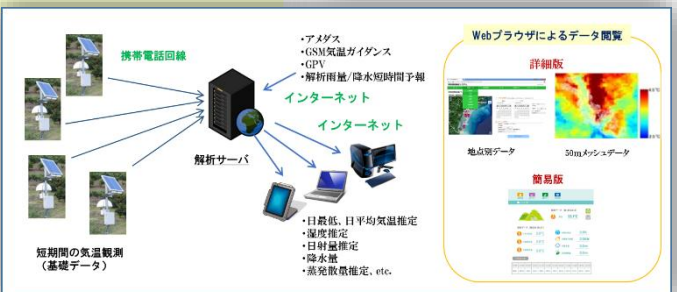 携帯電話回線
・アメダス
・GSM気温ガイダンス
・GPV
・解析雨量/降水短時間予報
インターネット
インターネット
解析サーバ
短期間の気温観測
(基礎データ)
・日最低、日平均気温推定
・湿度推定
・日射量推定
・降水量
・蒸発散量推定、etc.
Webブラウザによるデータ閲覧
詳細版
地点別データ
50mメッシュデータ
簡易版